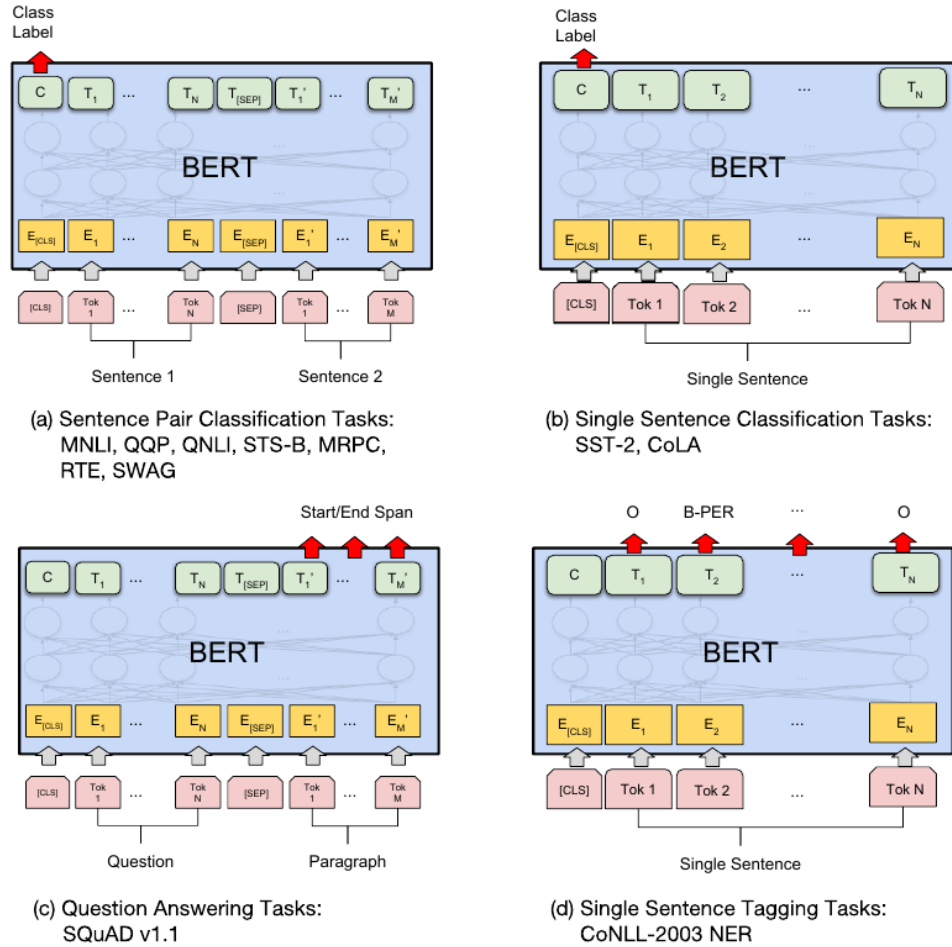 Class
Label
C T1 ... TN T[SEP] T1' ... TM'
...
BERT
...
E[CLS] E1 ... EN E[SEP] E1' ... EM'
[CLS] Tok 1 ... Tok N [SEP] Tok 1 ... Tok M
Sentence 1 Sentence 2
(a) Sentence Pair Classification Tasks:
MNLI, QQP, QNLI, STS-B, MRPC,
RTE, SWAG
Class
Label
C T1 T2 ... TN
...
BERT
...
E[CLS] E1 E2 ... EN
[CLS] Tok 1 Tok 2 ... Tok N
Single Sentence
(b) Single Sentence Classification Tasks:
SST-2, CoLA
Start/End Span
C T1 ... TN T[SEP] T1' ... TM'
...
BERT
...
E[CLS] E1 ... EN E[SEP] E1' ... EM'
[CLS] Tok 1 ... Tok N [SEP] Tok 1 ... Tok M
Question Paragraph
(c) Question Answering Tasks:
SQuAD v1.1
O B-PER ... O
C T1 T2 ... TN
...
BERT
...
E[CLS] E1 E2 ... EN
[CLS] Tok 1 Tok 2 ... Tok N
Single Sentence
(d) Single Sentence Tagging Tasks:
CoNLL-2003 NER